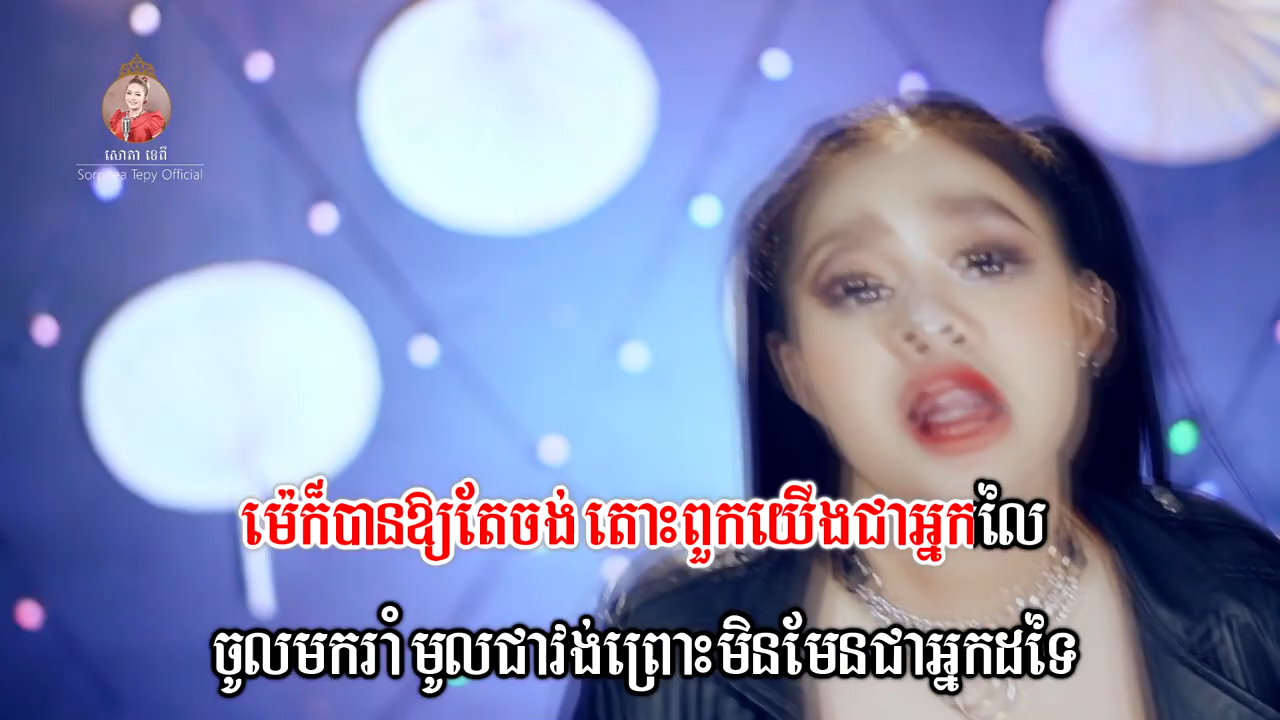 សោភា ទេពី
Sorphea Tepy Official
ម៉េក៏បានឱ្យតែចង់ តោះពួកយើងជាអ្នកលៃ
ចូលមករាំ មូលជាវង់ព្រោះមិនមែនជាអ្នកដទៃ